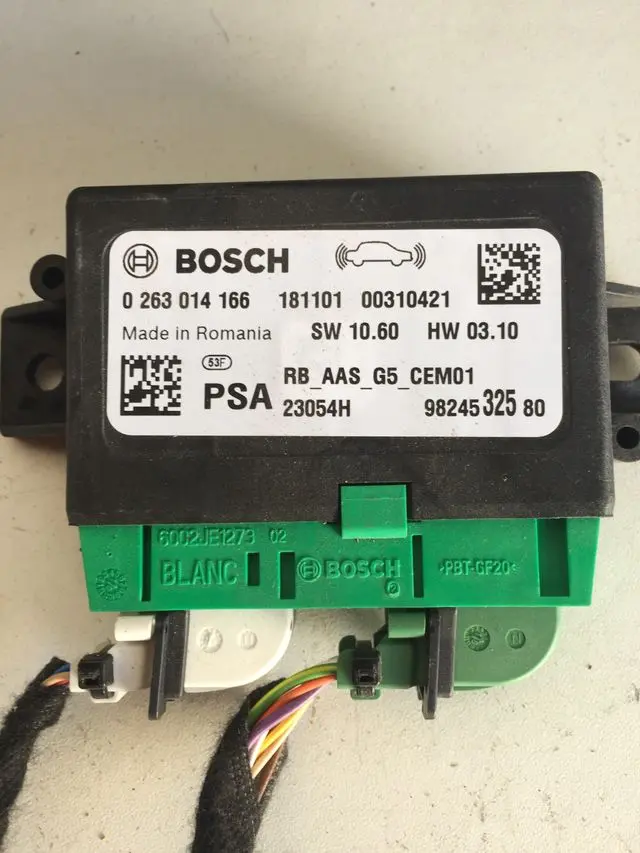 BOSCH
0 263 014 166 181101 00310421
Made in Romania SW 10.60 HW 03.10
53F
PSA RB_AAS_G5_CEM01
23054H 98245 325 80
6002JE1273 02
BLANC BOSCH >PBT-GF20<
N N